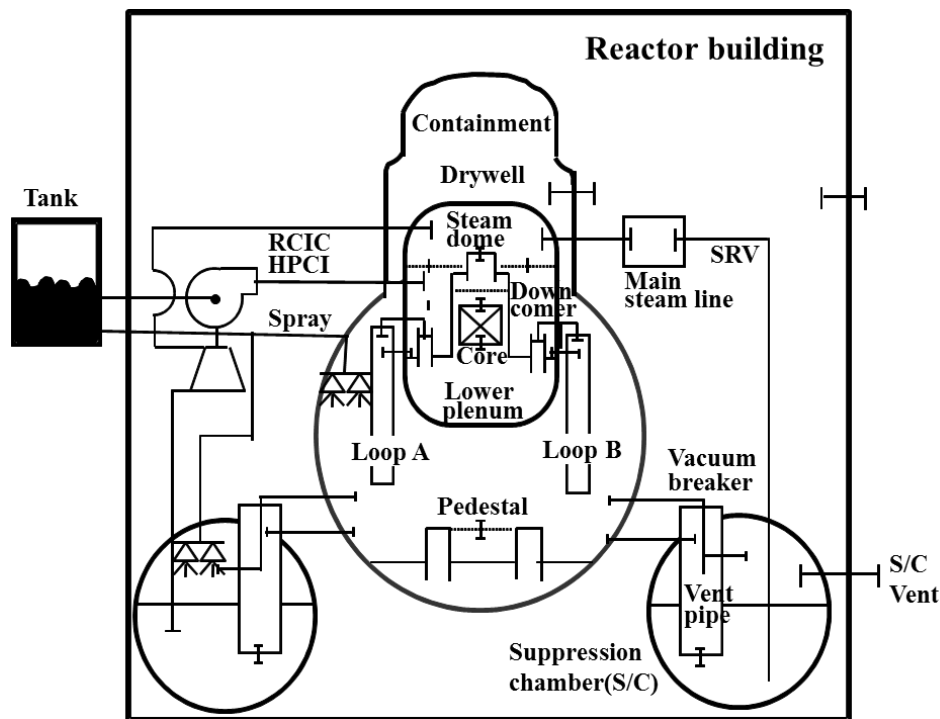 Reactor building
Containment
Drywell
Tank
Steam
dome
RCIC
HPCI
SRV
Main
steam line
Down
comer
Spray
Core
Lower
plenum
Loop A
Loop B
Vacuum
breaker
Pedestal
S/C
Vent
Vent
pipe
Suppression
chamber(S/C)